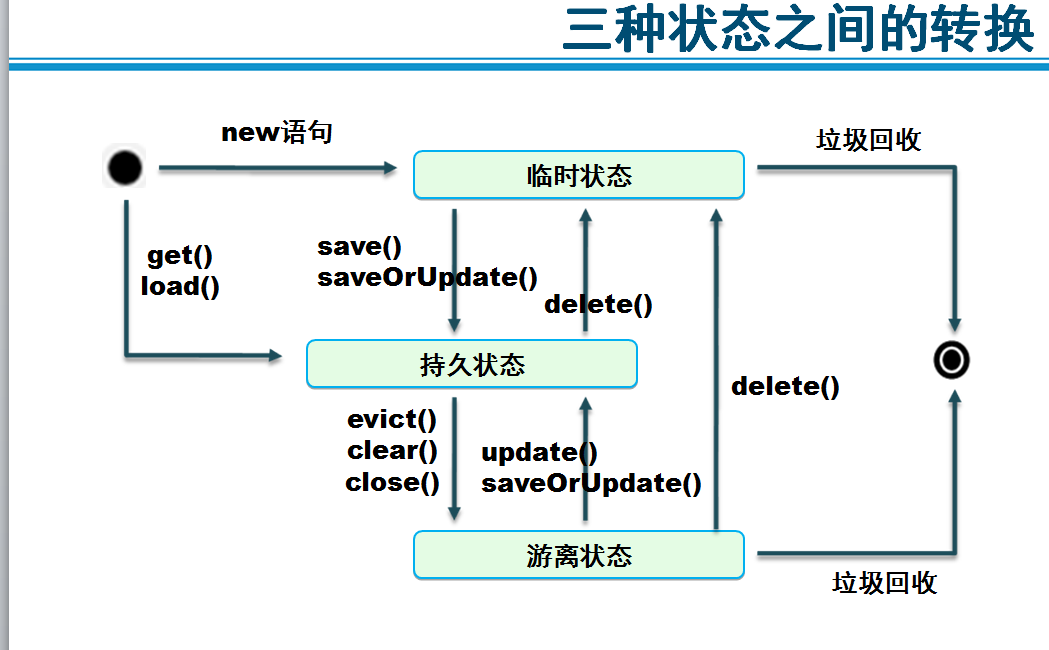 三种状态之间的转换
new语句
垃圾回收
临时状态
get()
load()
save()
saveOrUpdate()
delete()
持久状态
delete()
evict()
clear()
close()
update()
saveOrUpdate()
游离状态
垃圾回收